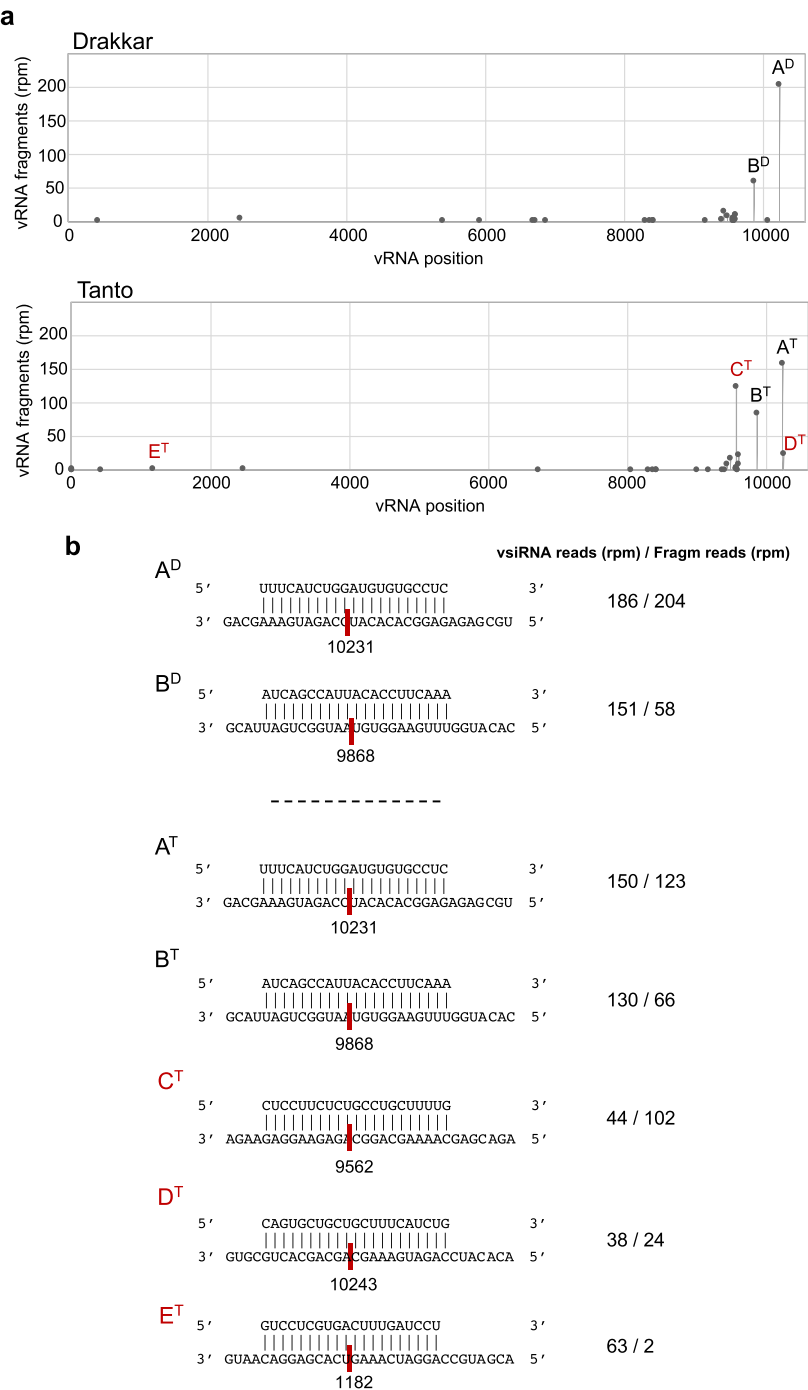 a
Drakkar
vRNA fragments (rpm)
200
150
100
50
0
A^D
B^D
0 2000 4000 6000 8000 10000
vRNA position
Tanto
vRNA fragments (rpm)
200
150
100
50
0
E^T
C^T
B^T
A^T
D^T
0 2000 4000 6000 8000 10000
vRNA position
b
vsiRNA reads (rpm) / Fragm reads (rpm)
A^D
5’ UUUCAUCUGGAUGUGUGCCUC 3’
186 / 204
3’ GACGAAAGUAGACCUACACACGGAGAGAGCGU 5’
10231
B^D
5’ AUCAGCCAUUACACCUUCAAA 3’
151 / 58
3’ GCAUUAGUCGGUAAUGUGGAAGUUUGGUACAC 5’
9868
A^T
5’ UUUCAUCUGGAUGUGUGCCUC 3’
150 / 123
3’ GACGAAAGUAGACCUACACACGGAGAGAGCGU 5’
10231
B^T
5’ AUCAGCCAUUACACCUUCAAA 3’
130 / 66
3’ GCAUUAGUCGGUAAUGUGGAAGUUUGGUACAC 5’
9868
C^T
5’ CUCCUUCUCUGCCUGCUUUUG 3’
44 / 102
3’ AGAAGAGGAAGAGACGGACGAAAACGAGCAGA 5’
9562
D^T
5’ CAGUGCUGCUGCUUUCAUCUG 3’
38 / 24
3’ GUGCGUCACGACGACGAAAGUAGACCUACACA 5’
10243
E^T
5’ GUCCUCGUGACUUUGAUCCU 3’
63 / 2
3’ GUAACAGGAGCACUGAAACUAGGACCGUAGCA 5’
1182